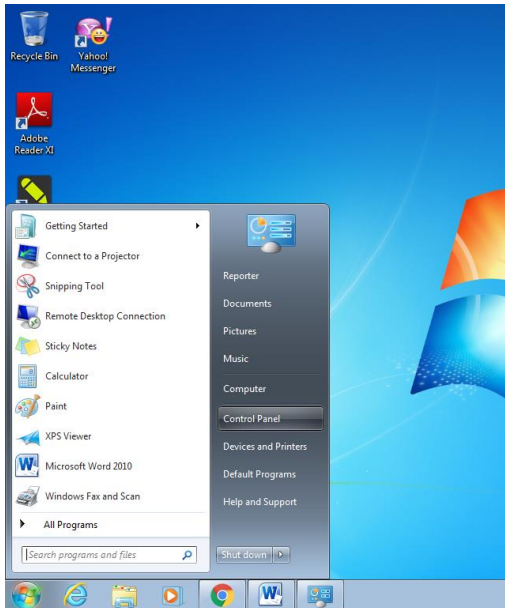 Recycle Bin
Yahoo!
Messenger
Adobe
Reader XI
Getting Started
Connect to a Projector
Snipping Tool
Remote Desktop Connection
Sticky Notes
Calculator
Paint
XPS Viewer
Microsoft Word 2010
Windows Fax and Scan
All Programs
Search programs and files
Reporter
Documents
Pictures
Music
Computer
Control Panel
Devices and Printers
Default Programs
Help and Support
Shut down